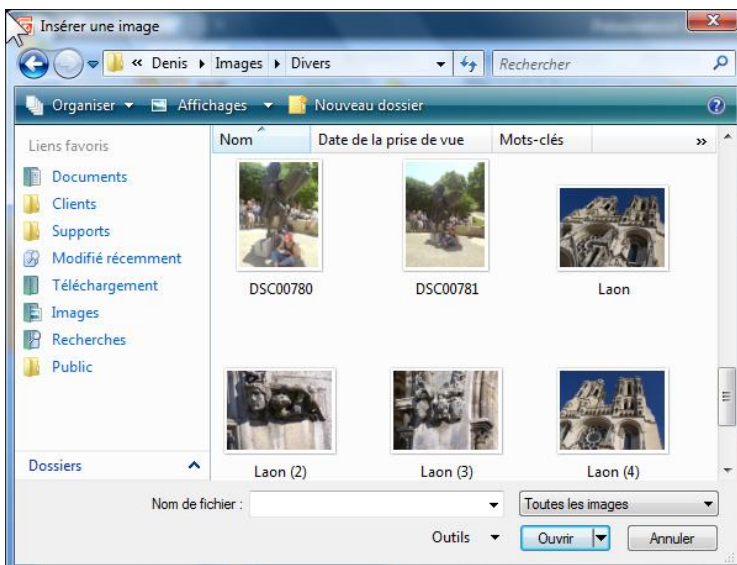 Insérer une image
« Denis Images Divers
Rechercher
Organiser Affichages Nouveau dossier
Liens favoris
Documents
Clients
Supports
Modifié récemment
Téléchargement
Images
Recherches
Public
Dossiers
Nom Date de la prise de vue Mots-clés »
DSC00780 DSC00781 Laon
Laon (2) Laon (3) Laon (4)
Nom de fichier : Toutes les images
Outils Ouvrir Annuler